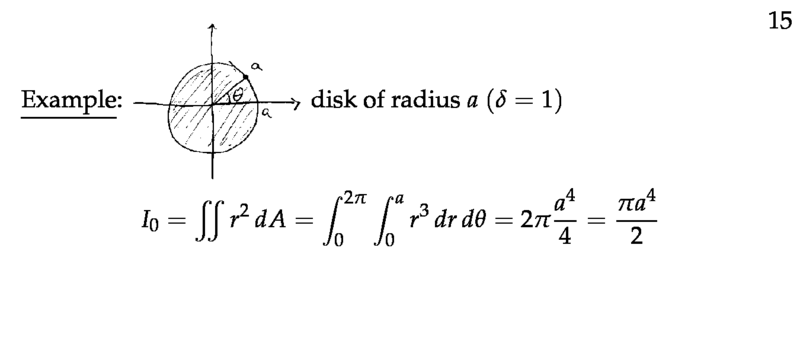 15
a
θ
a
Example: disk of radius a (δ = 1)
I₀ = ∬ r² dA = ∫₀^{2π} ∫₀^a r³ dr dθ = 2π a⁴/4 = πa⁴/2